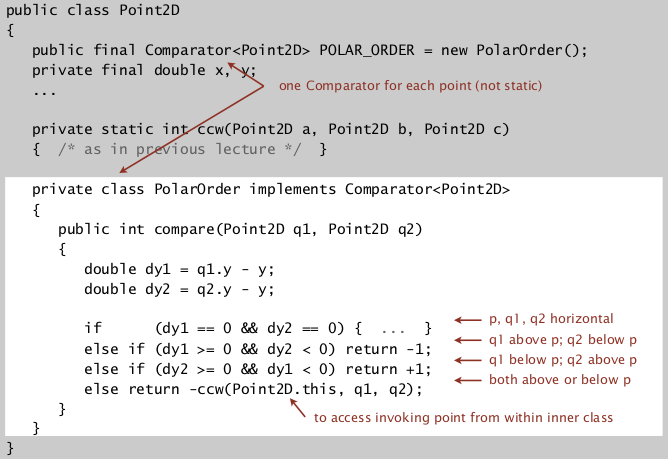 public class Point2D
{
public final Comparator<Point2D> POLAR_ORDER = new PolarOrder();
private final double x, y;
...
one Comparator for each point (not static)
private static int ccw(Point2D a, Point2D b, Point2D c)
{ /* as in previous lecture */ }
private class PolarOrder implements Comparator<Point2D>
{
public int compare(Point2D q1, Point2D q2)
{
double dy1 = q1.y - y;
double dy2 = q2.y - y;
if (dy1 == 0 && dy2 == 0) { ... } p, q1, q2 horizontal
else if (dy1 >= 0 && dy2 < 0) return -1; q1 above p; q2 below p
else if (dy2 >= 0 && dy1 < 0) return +1; q1 below p; q2 above p
else return -ccw(Point2D.this, q1, q2); both above or below p
}
to access invoking point from within inner class
}
}